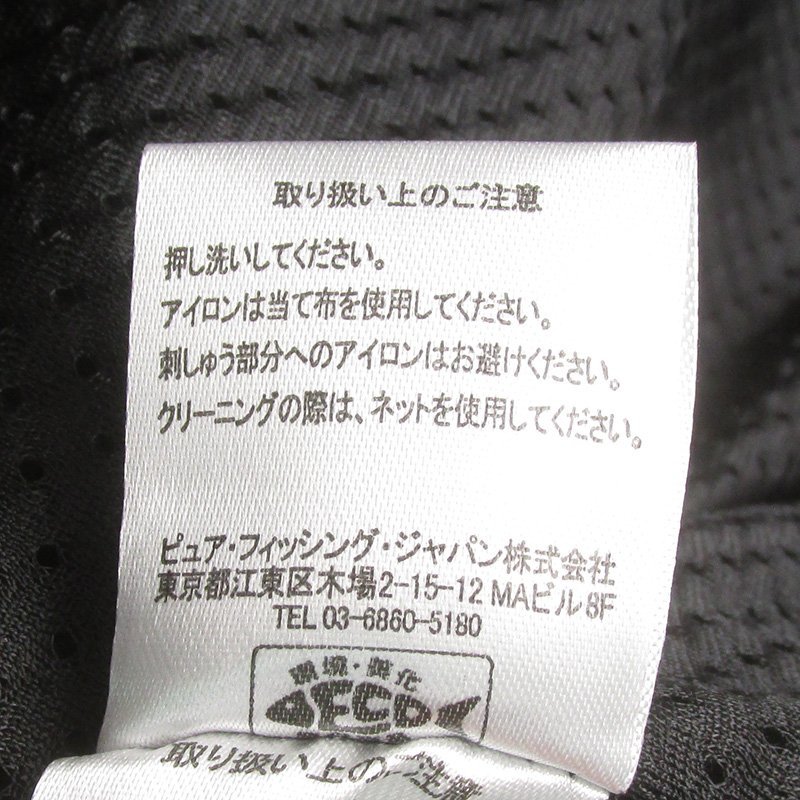 取り扱い上のご注意
押し洗いしてください。
アイロンは当て布を使用してください。
刺しゅう部分へのアイロンはお避けください。
クリーニングの際は、ネットを使用してください。
ピュア・フィッシング・ジャパン株式会社
東京都江東区木場2-15-12 MAビル8F
TEL 03-6860-5180
環境・美化
取り扱い上のご注意